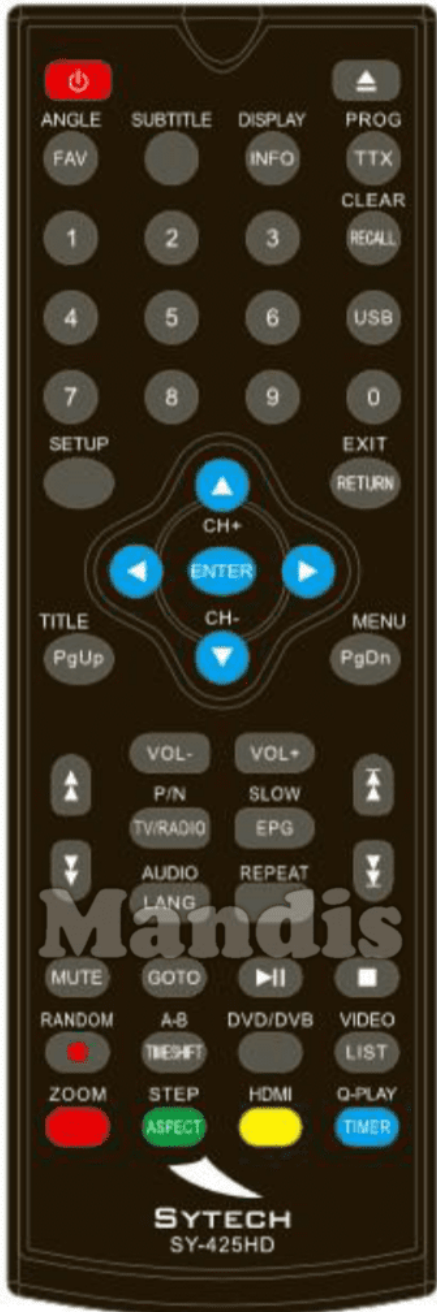 ANGLE SUBTITLE DISPLAY PROG
FAV INFO TTX
CLEAR
1 2 3 RECALL
4 5 6 USB
7 8 9 0
SETUP EXIT
RETURN
CH+
ENTER
CH-
TITLE MENU
PgUp PgDn
VOL- VOL+
P/N SLOW
TV/RADIO EPG
AUDIO REPEAT
LANG
Mandis
MUTE GOTO
RANDOM A-B DVD/DVB VIDEO
TIMESHIFT LIST
ZOOM STEP HDMI Q-PLAY
ASPECT TIMER
SYTECH
SY-425HD